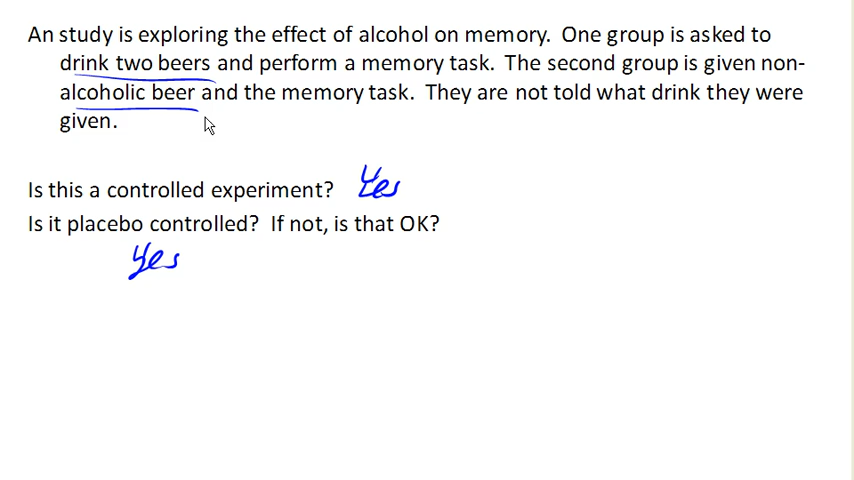 An study is exploring the effect of alcohol on memory. One group is asked to
drink two beers and perform a memory task. The second group is given non-
alcoholic beer and the memory task. They are not told what drink they were
given.
Is this a controlled experiment? Yes
Is it placebo controlled? If not, is that OK?
Yes